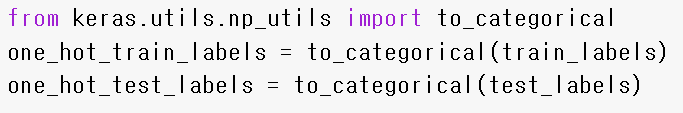 from keras.utils.np_utils import to_categorical
one_hot_train_labels = to_categorical(train_labels)
one_hot_test_labels = to_categorical(test_labels)